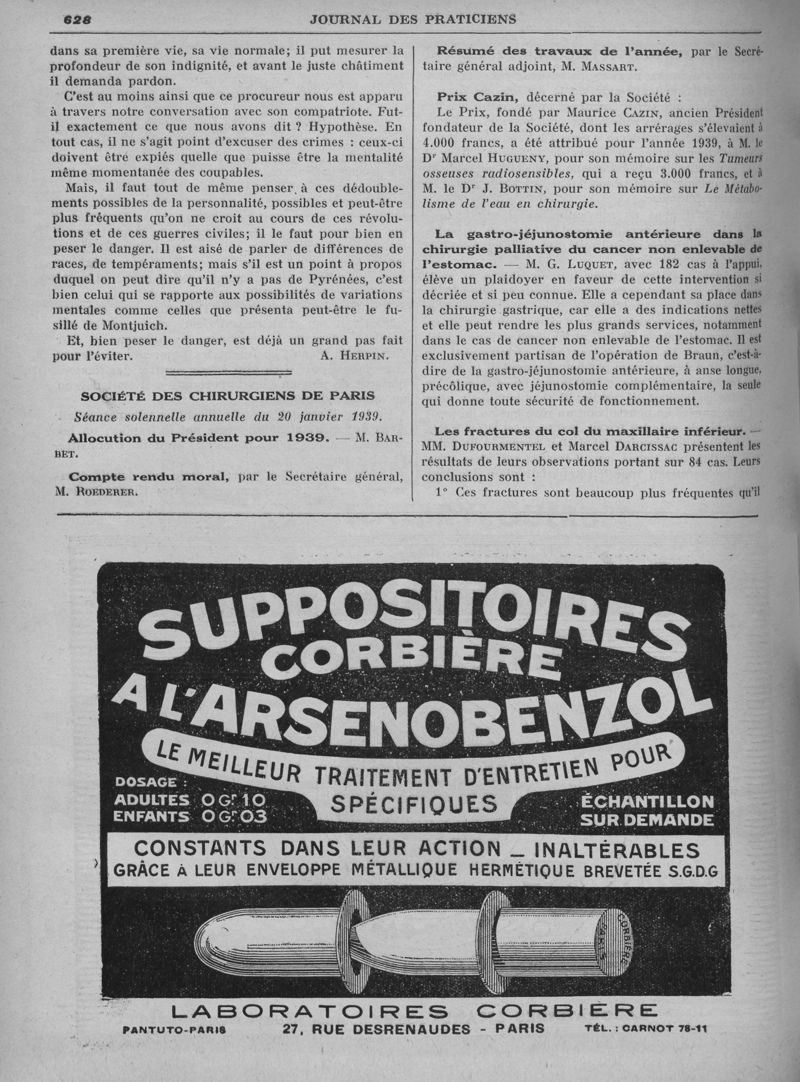 628
JOURNAL DES PRATICIENS
dans sa première vie, sa vie normale; il put mesurer la
profondeur de son indignité, et avant le juste châtiment
il demanda pardon.
C'est au moins ainsi que ce procureur nous est apparu
à travers notre conversation avec son compatriote. Fut-
il exactement ce que nous avons dit ? Hypothèse. En
tout cas, il ne s'agit point d'excuser des crimes : ceux-ci
doivent être expiés quelle que puisse être la mentalité
même momentanée des coupables.
Mais, il faut tout de même penser à ces dédouble-
ments possibles de la personnalité, possibles et peut-être
plus fréquents qu'on ne croit au cours de ces révolu-
tions et de ces guerres civiles; il le faut pour bien en
peser le danger. Il est aisé de parler de différences de
races, de tempéraments; mais s'il est un point à propos
duquel on peut dire qu'il n'y a pas de Pyrénées, c'est
bien celui qui se rapporte aux possibilités de variations
mentales comme celles que présenta peut-être le fu-
sillé de Montjuich.
Et, bien peser le danger, est déjà un grand pas fait
pour l'éviter. A. HERPIN.
SOCIÉTÉ DES CHIRURGIENS DE PARIS
Séance solennelle annuelle du 20 janvier 1939.
Allocution du Président pour 1939. — M. BAR-
BET.
Compte rendu moral, par le Secrétaire général,
M. ROEDERER.
Résumé des travaux de l'année, par le Secré-
taire général adjoint, M. MASSART.
Prix Cazin, décerné par la Société :
Le Prix, fondé par Maurice CAZIN, ancien Président
fondateur de la Société, dont les arrérages s'élevaient à
4.000 francs, a été attribué pour l'année 1939, à M. le
Dr Marcel HUGUENY, pour son mémoire sur les Tumeurs
osseuses radiosensibles, qui a reçu 3.000 francs, et à
M. le Dr J. BOTTIN, pour son mémoire sur Le Métabo-
lisme de l'eau en chirurgie.
La gastro-jéjunostomie antérieure dans la
chirurgie palliative du cancer non enlevable de
l'estomac. — M. G. LUQUET, avec 182 cas à l'appui,
élève un plaidoyer en faveur de cette intervention si
décriée et si peu connue. Elle a cependant sa place dans
la chirurgie gastrique, car elle a des indications nettes
et elle peut rendre les plus grands services, notamment
dans le cas de cancer non enlevable de l'estomac. Il est
exclusivement partisan de l'opération de Braun, c'est-à-
dire de la gastro-jéjunostomie antérieure, à anse longue,
précôlique, avec jéjunostomie complémentaire, la seule
qui donne toute sécurité de fonctionnement.
Les fractures du col du maxillaire inférieur. —
MM. DUFOURMENTEL et Marcel DARCISSAC présentent les
résultats de leurs observations portant sur 84 cas. Leurs
conclusions sont :
1° Ces fractures sont beaucoup plus fréquentes qu'il
SUPPOSITOIRES
CORBIÈRE
A L'ARSENOBENZOL
LE MEILLEUR TRAITEMENT D'ENTRETIEN POUR
SPÉCIFIQUES
DOSAGE :
ADULTES 0 Gr 10
ENFANTS 0 Gr 03
ÉCHANTILLON
SUR DEMANDE
CONSTANTS DANS LEUR ACTION _ INALTÉRABLES
GRÂCE À LEUR ENVELOPPE MÉTALLIQUE HERMÉTIQUE BREVETÉE S.G.D.G
CORBIÈRE
PARIS
LABORATOIRES CORBIERE
PANTUTO-PARIS 27, RUE DESRENAUDES - PARIS TÉL. : CARNOT 78-11